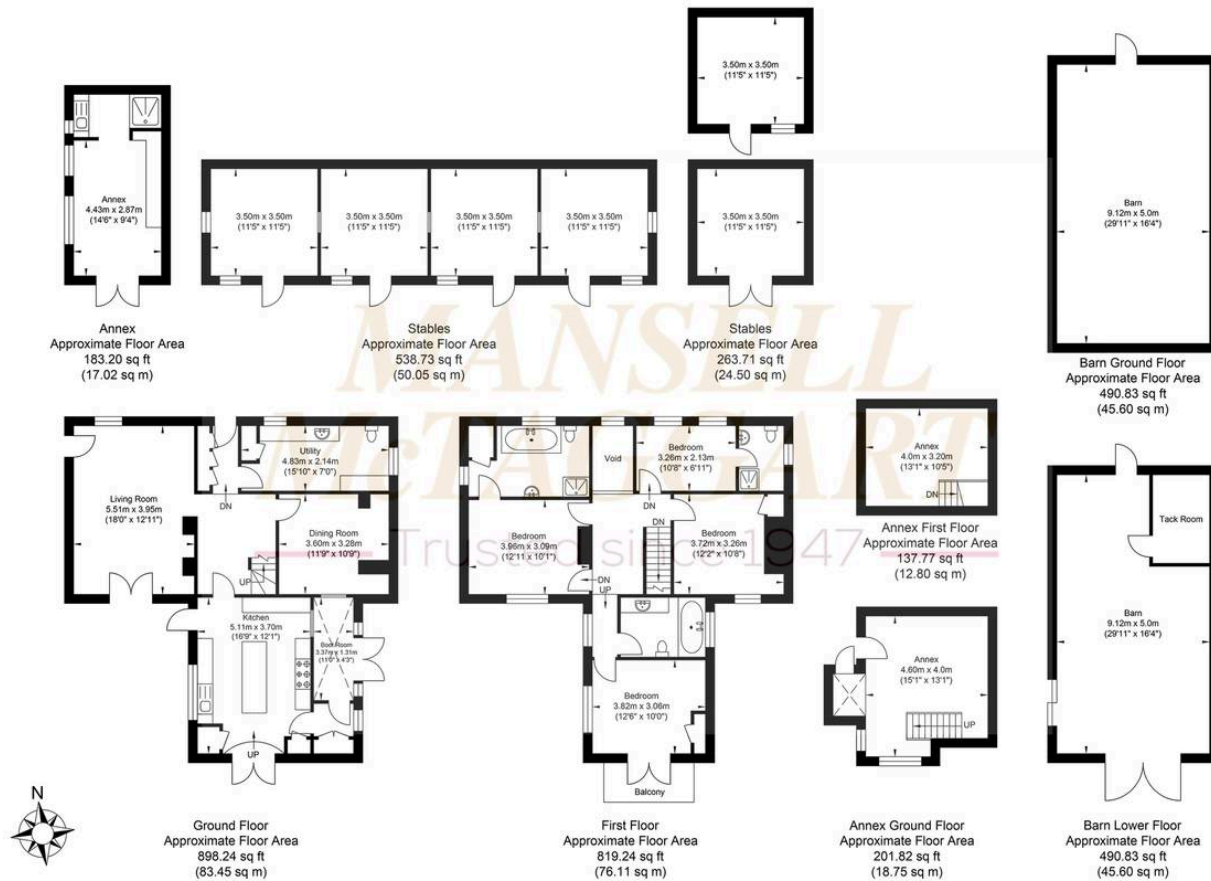 3.50m x 3.50m
(11'5" x 11'5")
Annex
4.43m x 2.87m
(14'6" x 9'4")
3.50m x 3.50m
(11'5" x 11'5")
3.50m x 3.50m
(11'5" x 11'5")
3.50m x 3.50m
(11'5" x 11'5")
3.50m x 3.50m
(11'5" x 11'5")
3.50m x 3.50m
(11'5" x 11'5")
Barn
9.12m x 5.0m
(29'11" x 16'4")
Annex
Approximate Floor Area
183.20 sq ft
(17.02 sq m)
Stables
Approximate Floor Area
538.73 sq ft
(50.05 sq m)
Stables
Approximate Floor Area
263.71 sq ft
(24.50 sq m)
Barn Ground Floor
Approximate Floor Area
490.83 sq ft
(45.60 sq m)
MANSELL
McTAGGART
Trusted since 1947
Living Room
5.51m x 3.95m
(18'0" x 12'11")
Utility
4.83m x 2.14m
(15'10" x 7'0")
DN
Dining Room
3.60m x 3.28m
(11'9" x 10'9")
UP
Kitchen
5.11m x 3.70m
(16'9" x 12'1")
Boot Room
3.37m x 1.31m
(11'0" x 4'3")
UP
Void
Bedroom
3.26m x 2.13m
(10'8" x 6'11")
DN
DN
Bedroom
3.96m x 3.09m
(12'11" x 10'1")
Bedroom
3.72m x 3.26m
(12'2" x 10'8")
DN
UP
Bedroom
3.82m x 3.06m
(12'6" x 10'0")
Balcony
Annex
4.0m x 3.20m
(13'1" x 10'5")
DN
Annex First Floor
Approximate Floor Area
137.77 sq ft
(12.80 sq m)
Annex
4.60m x 4.0m
(15'1" x 13'1")
UP
Tack Room
Barn
9.12m x 5.0m
(29'11" x 16'4")
N
Ground Floor
Approximate Floor Area
898.24 sq ft
(83.45 sq m)
First Floor
Approximate Floor Area
819.24 sq ft
(76.11 sq m)
Annex Ground Floor
Approximate Floor Area
201.82 sq ft
(18.75 sq m)
Barn Lower Floor
Approximate Floor Area
490.83 sq ft
(45.60 sq m)